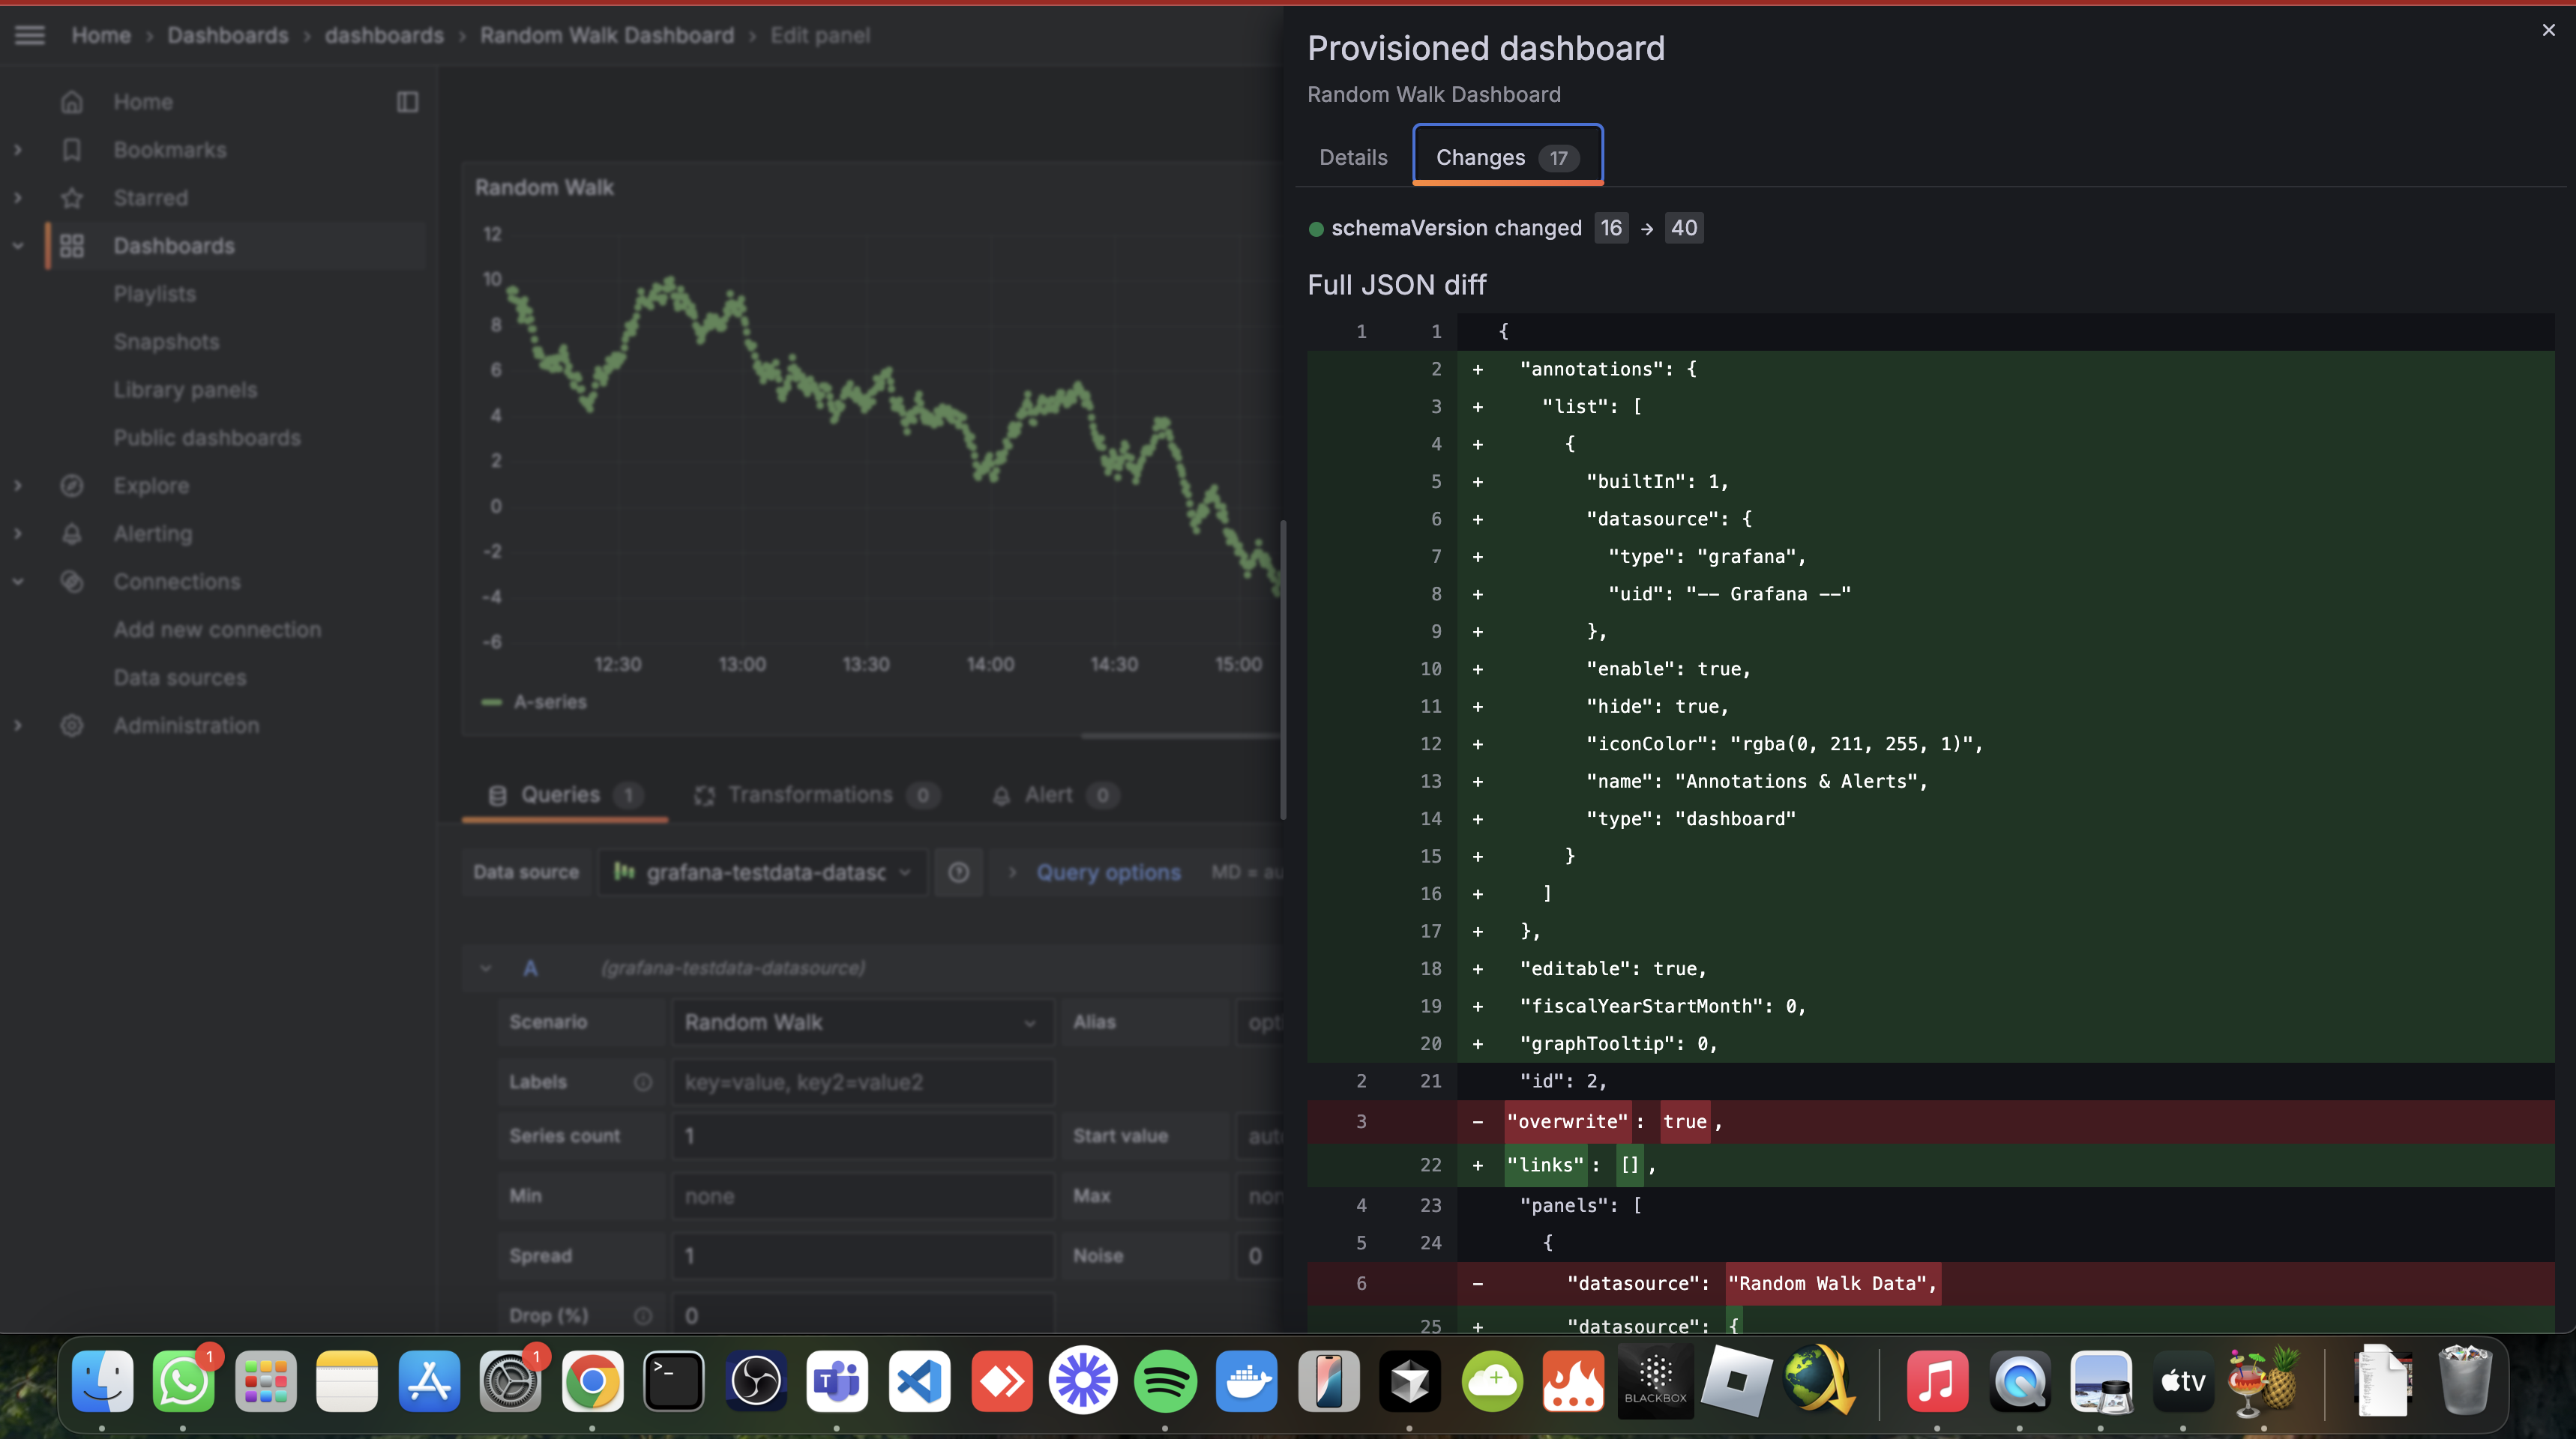 Home › Dashboards › dashboards › Random Walk Dashboard › Edit panel
Home
Bookmarks
Starred
Dashboards
Playlists
Snapshots
Library panels
Public dashboards
Explore
Alerting
Connections
Add new connection
Data sources
Administration
Random Walk
12
10
8
6
4
2
0
-2
-4
-6
12:30 13:00 13:30 14:00 14:30 15:00
A-series
Queries 1 Transformations 0 Alert 0
Data source grafana-testdata-datasc Query options MD = au
A (grafana-testdata-datasource)
Scenario Random Walk Alias opti
Labels key=value, key2=value2
Series count 1 Start value auto
Min none Max non
Spread 1 Noise 0
Drop (%) 0
Provisioned dashboard
Random Walk Dashboard
Details Changes 17
schemaVersion changed 16 → 40
Full JSON diff
1 1 {
2 + "annotations": {
3 + "list": [
4 + {
5 + "builtIn": 1,
6 + "datasource": {
7 + "type": "grafana",
8 + "uid": "-- Grafana --"
9 + },
10 + "enable": true,
11 + "hide": true,
12 + "iconColor": "rgba(0, 211, 255, 1)",
13 + "name": "Annotations & Alerts",
14 + "type": "dashboard"
15 + }
16 + ]
17 + },
18 + "editable": true,
19 + "fiscalYearStartMonth": 0,
20 + "graphTooltip": 0,
2 21 "id": 2,
3 - "overwrite": true,
22 + "links": [],
4 23 "panels": [
5 24 {
6 - "datasource": "Random Walk Data",
25 + "datasource": {
1
1
BLACKBOX
tv